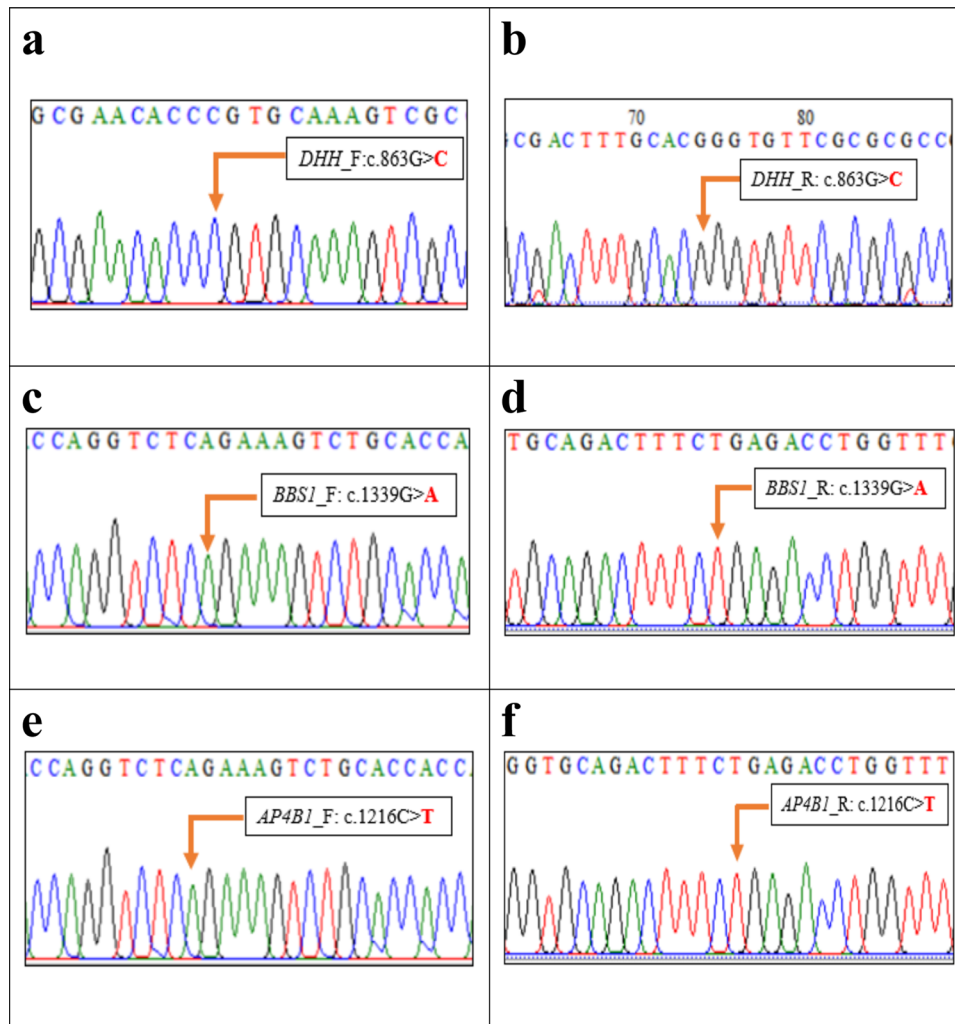 a
GCGAACACCCGTGCAAAGTCGC
DHH_F:c.863G>C
b
70 80
CGACTTTGCACGGGTGTTCGCGCGCC
DHH_R: c.863G>C
c
CCAGGTCTCAGAAAGTCTGCACCA
BBS1_F: c.1339G>A
d
TGCAGACTTTCTGAGACCTGGTTT
BBS1_R: c.1339G>A
e
CCAGGTCTCAGAAAGTCTGCACCACC
AP4B1_F: c.1216C>T
f
GGTGCAGACTTTCTGAGACCTGGTTT
AP4B1_R: c.1216C>T